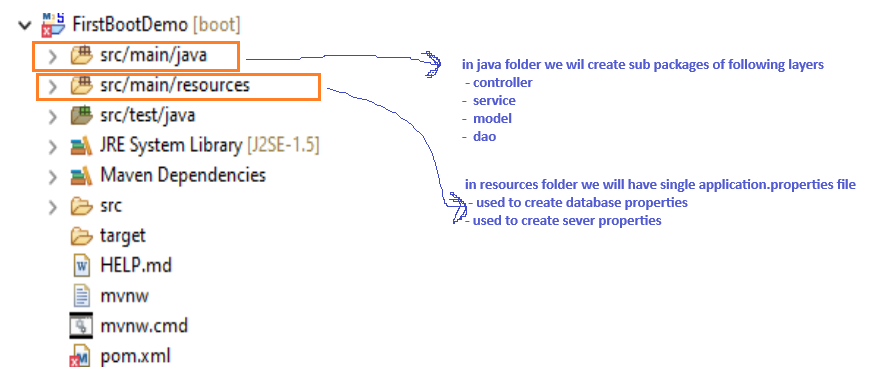 FirstBootDemo [boot]
src/main/java
src/main/resources
src/test/java
JRE System Library [J2SE-1.5]
Maven Dependencies
src
target
HELP.md
mvnw
mvnw.cmd
pom.xml
in java folder we wil create sub packages of following layers
- controller
- service
- model
- dao
in resources folder we will have single application.properties file
- used to create database properties
- used to create sever properties